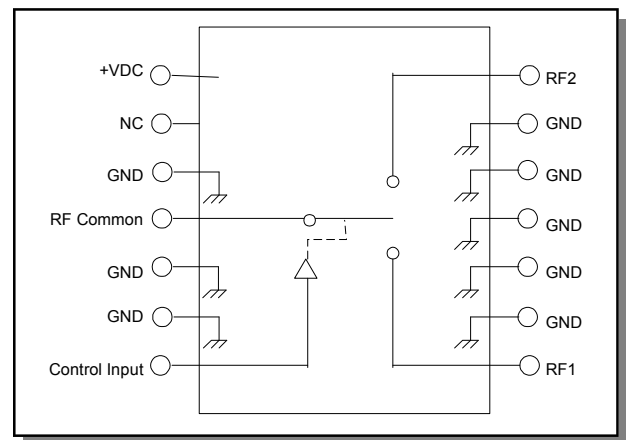 +VDC
NC
GND
RF Common
GND
GND
Control Input
RF2
GND
GND
GND
GND
GND
RF1